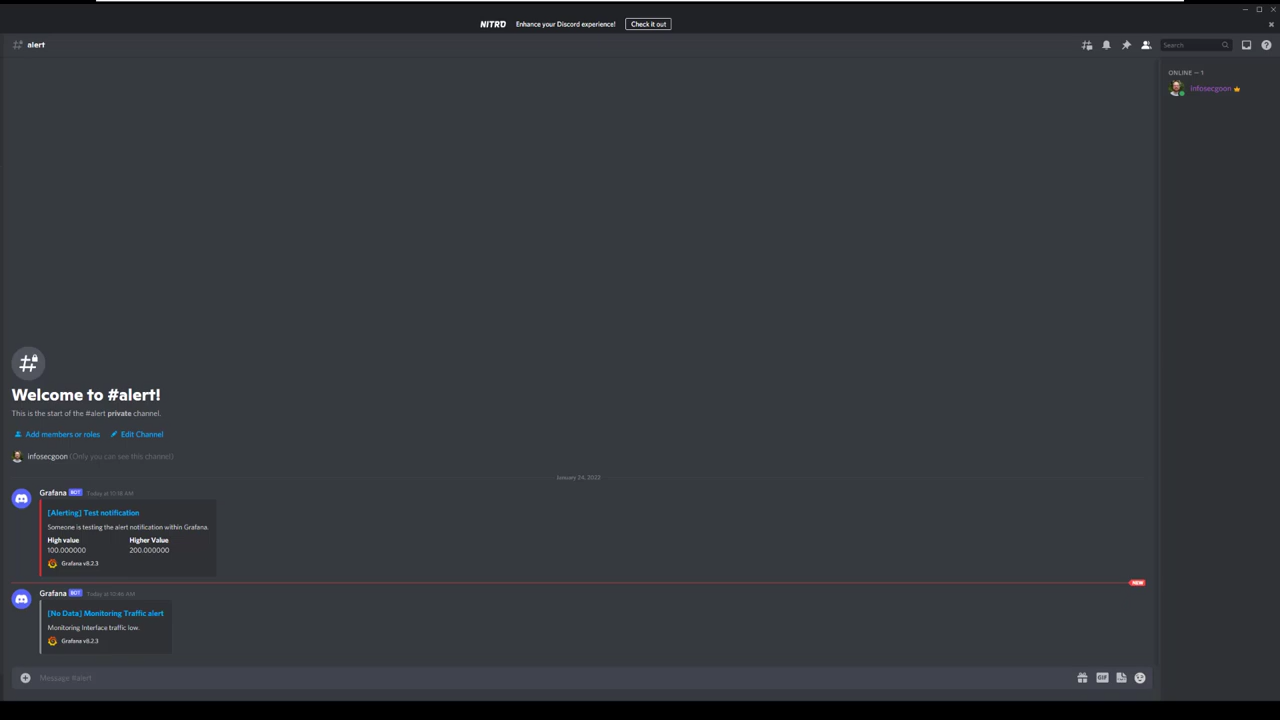 NITRO Enhance your Discord experience! Check it out
alert
Search
ONLINE — 1
infosecgoon
Welcome to #alert!
This is the start of the #alert private channel.
Add members or roles Edit Channel
infosecgoon (Only you can see this channel)
January 24, 2022
Grafana BOT Today at 10:18 AM
[Alerting] Test notification
Someone is testing the alert notification within Grafana.
High value Higher Value
100.000000 200.000000
Grafana v8.2.3
NEW
Grafana BOT Today at 10:46 AM
[No Data] Monitoring Traffic alert
Monitoring Interface traffic low.
Grafana v8.2.3
Message #alert
GIF